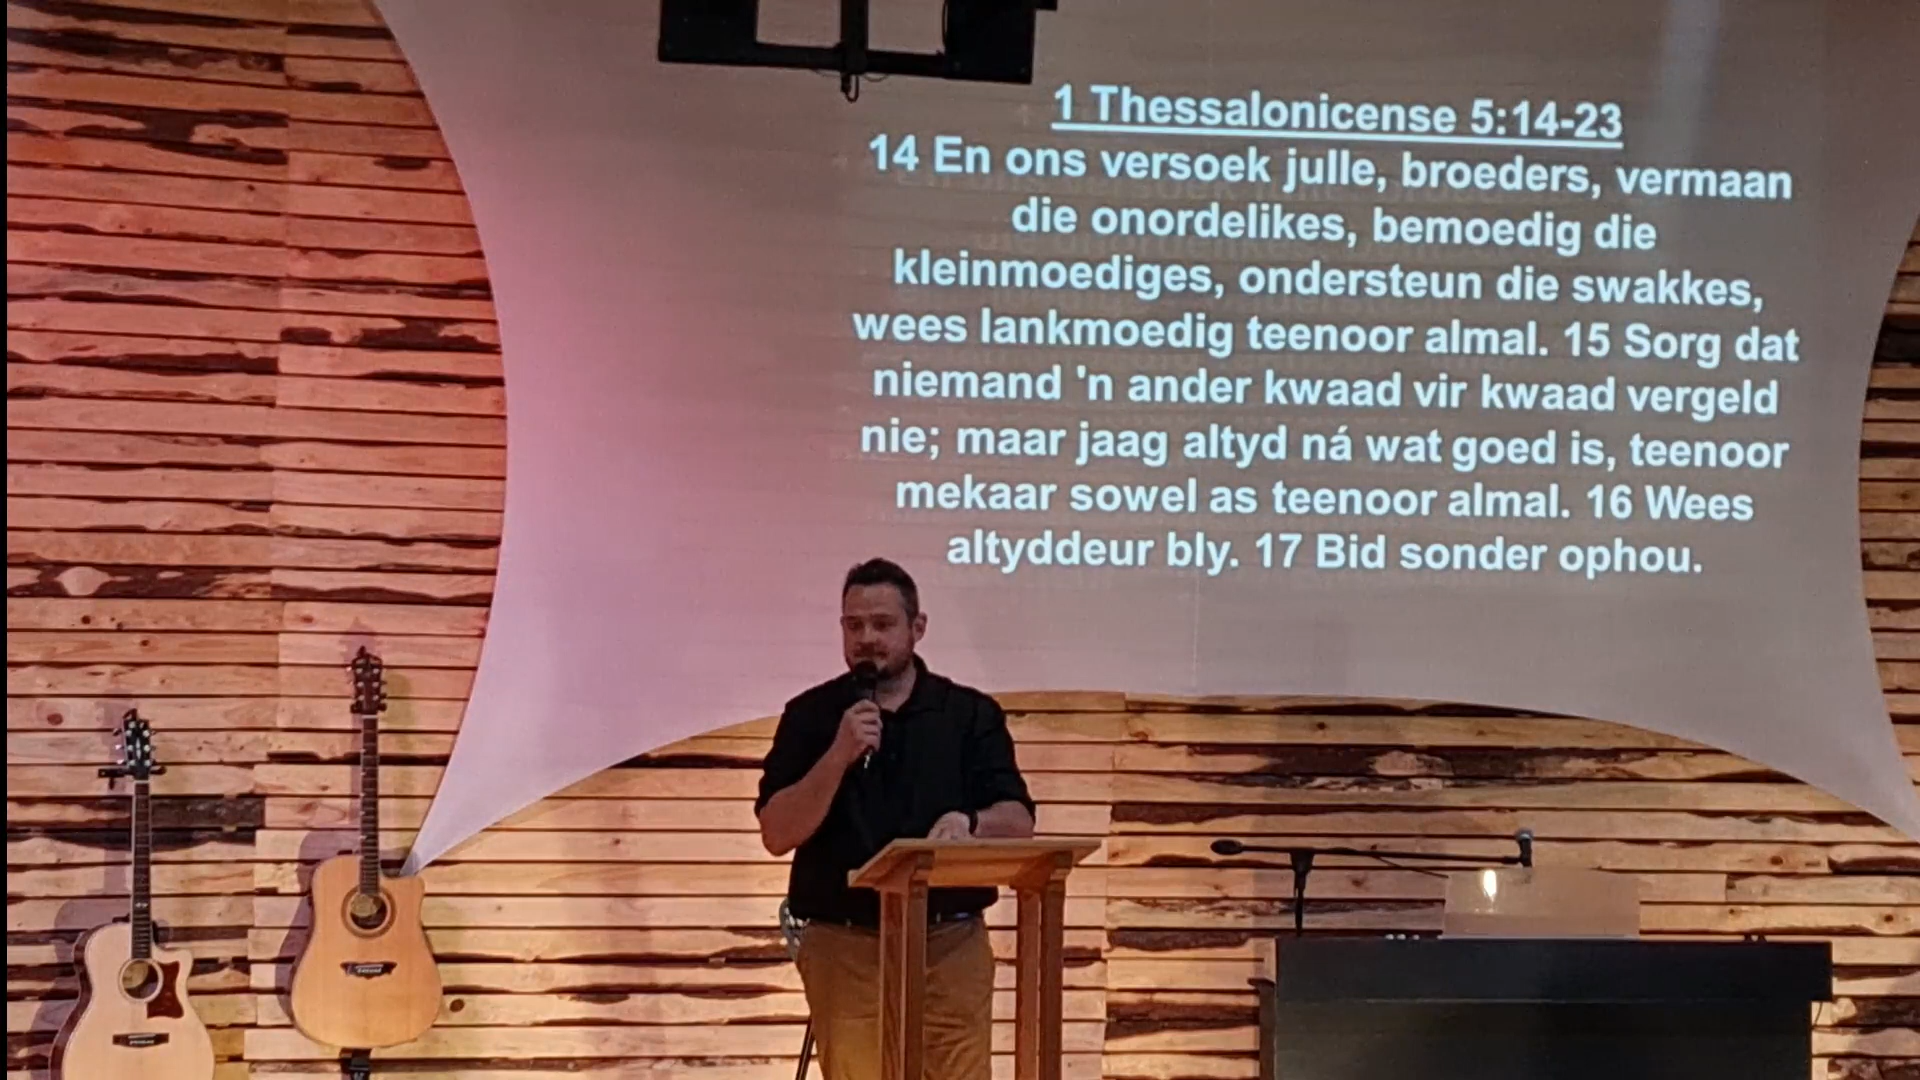 1 Thessalonicense 5:14-23
14 En ons versoek julle, broeders, vermaan
die onordelikes, bemoedig die
kleinmoediges, ondersteun die swakkes,
wees lankmoedig teenoor almal. 15 Sorg dat
niemand 'n ander kwaad vir kwaad vergeld
nie; maar jaag altyd ná wat goed is, teenoor
mekaar sowel as teenoor almal. 16 Wees
altyddeur bly. 17 Bid sonder ophou.